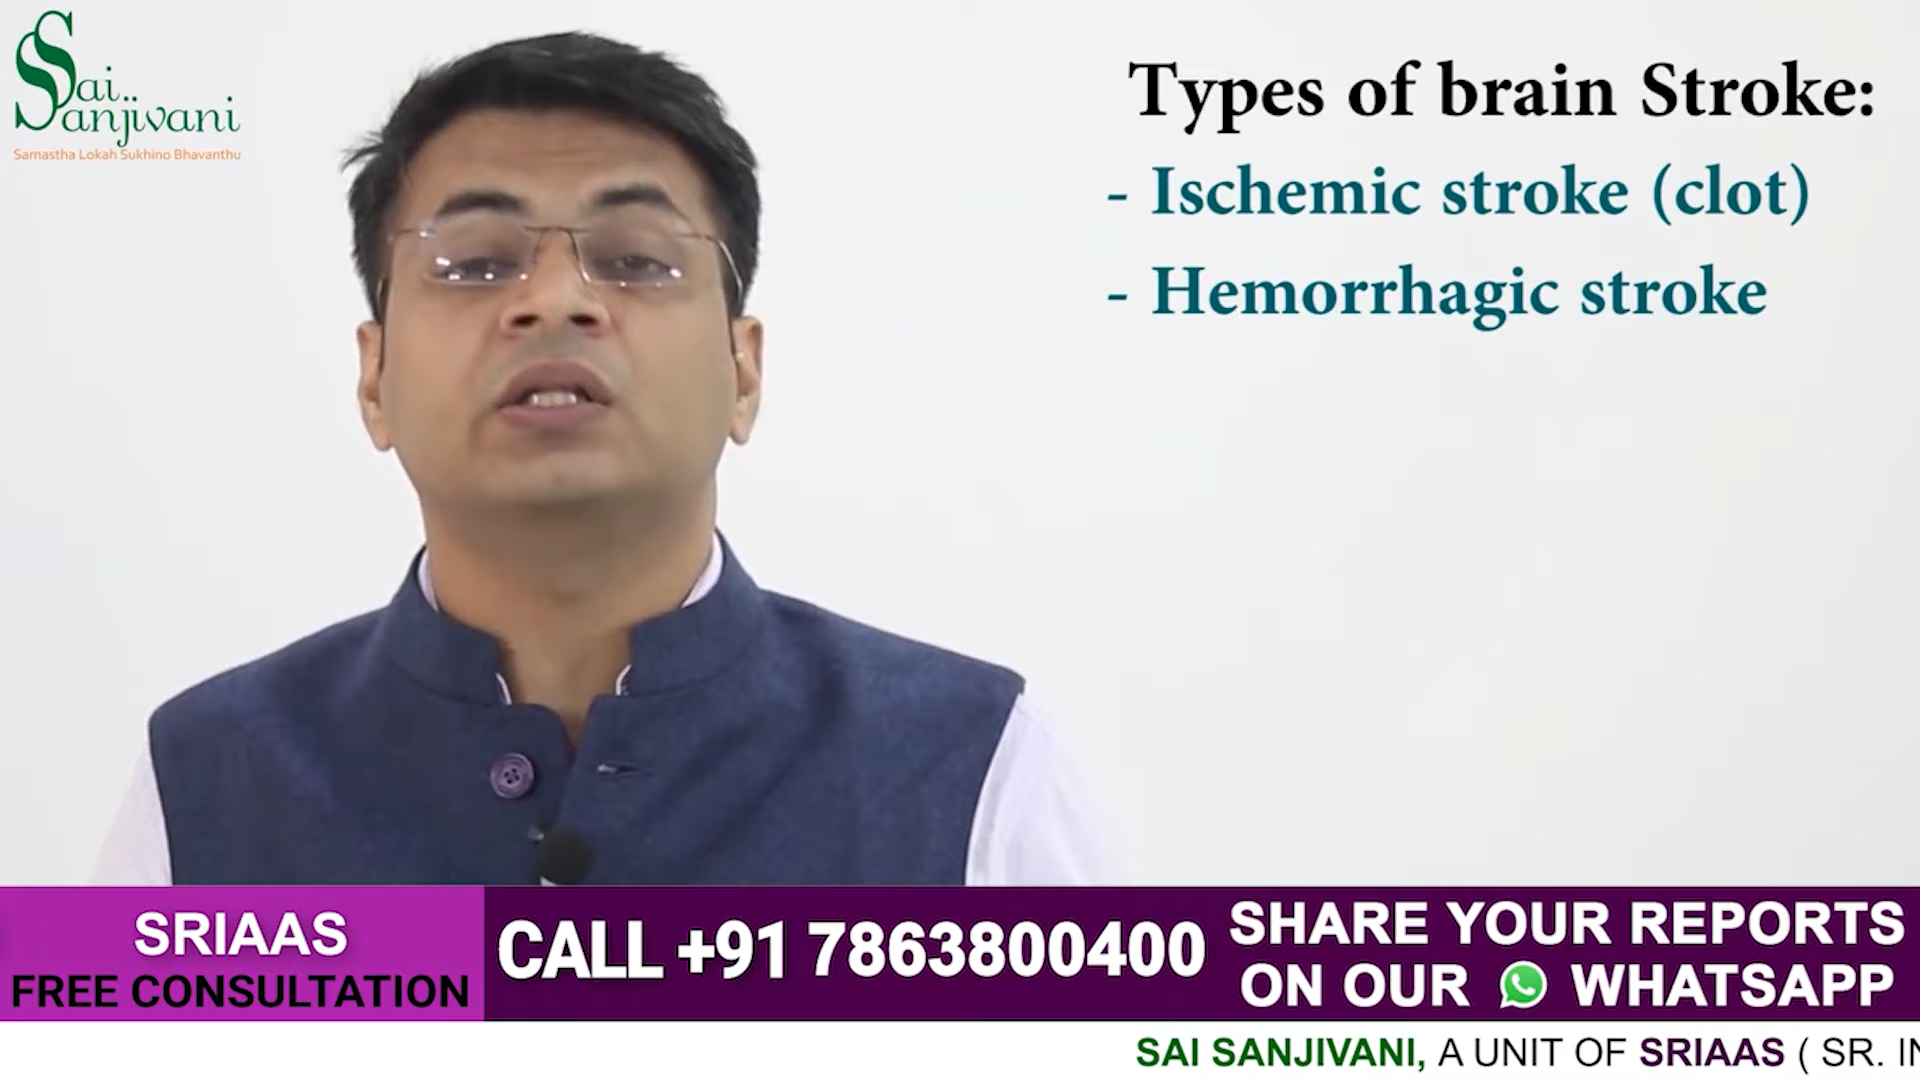 Sai Sanjivani
Samastha Lokah Sukhino Bhavanthu
Types of brain Stroke:
- Ischemic stroke (clot)
- Hemorrhagic stroke
SRIAAS
FREE CONSULTATION
CALL +91 7863800400
SHARE YOUR REPORTS
ON OUR WHATSAPP
SAI SANJIVANI, A UNIT OF SRIAAS ( SR. IN